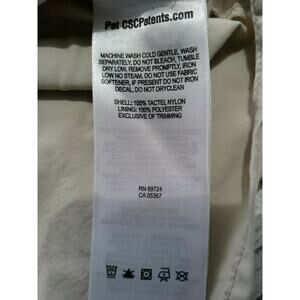 Pat CSCPatents.com
MACHINE WASH COLD GENTLE, WASH
SEPARATELY, DO NOT BLEACH, TUMBLE
DRY LOW, REMOVE PROMPTLY, IRON
LOW NO STEAM, DO NOT USE FABRIC
SOFTENER, IF PRESENT DO NOT IRON
DECAL, DO NOT DRYCLEAN
SHELL: 100% TACTEL NYLON
LINING: 100% POLYESTER
EXCLUSIVE OF TRIMMING
RN 69724
CA 05367